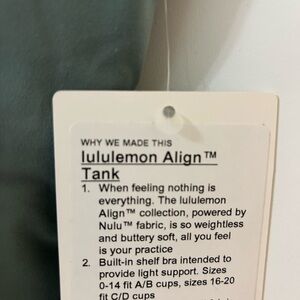 WHY WE MADE THIS
lululemon Align™
Tank
1. When feeling nothing is
everything. The lululemon
Align™ collection, powered by
Nulu™ fabric, is so weightless
and buttery soft, all you feel
is your practice
2. Built-in shelf bra intended to
provide light support. Sizes
0-14 fit A/B cups, sizes 16-20
fit C/D cups